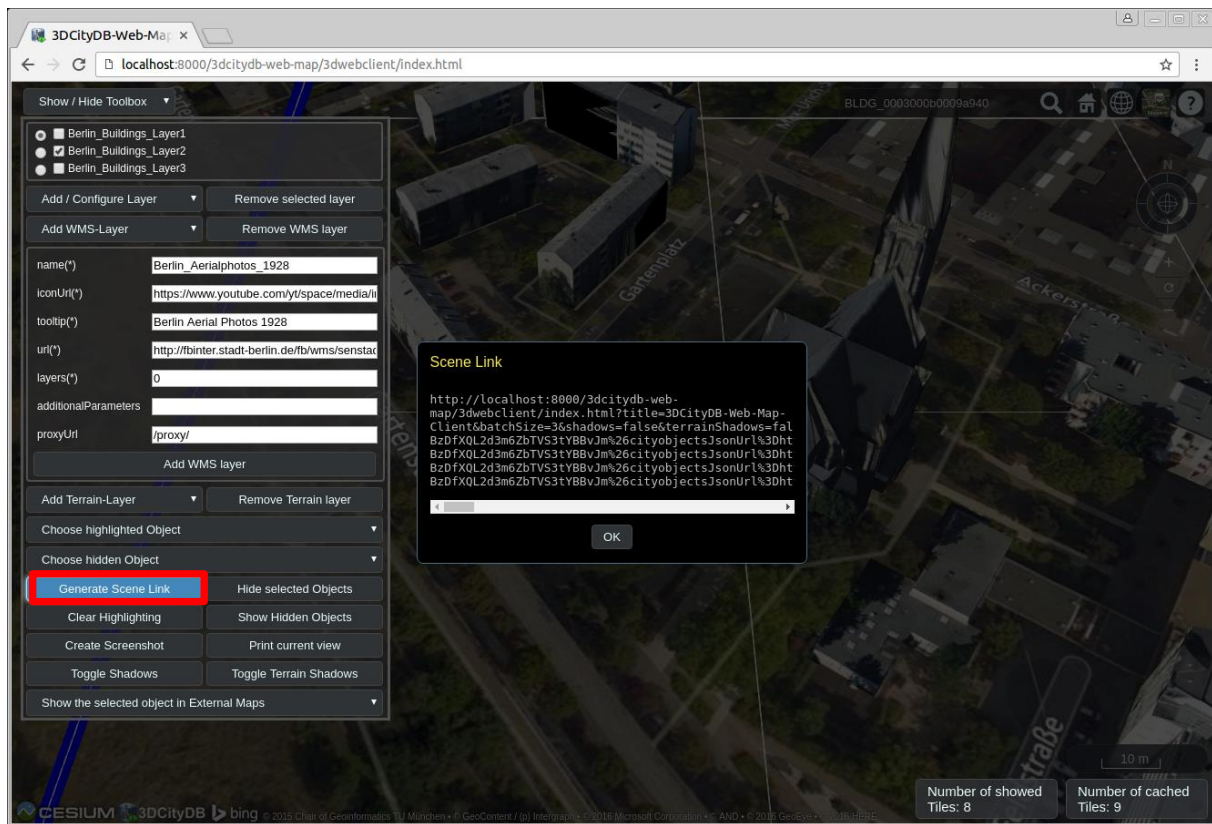 3DCityDB-Web-Map
localhost:8000/3dcitydb-web-map/3dwebclient/index.html
Show / Hide Toolbox
BLDG_0003000b0009a940
Berlin_Buildings_Layer1
Berlin_Buildings_Layer2
Berlin_Buildings_Layer3
Add / Configure Layer
Remove selected layer
Add WMS-Layer
Remove WMS layer
name(*)
Berlin_Aerialphotos_1928
iconUrl(*)
https://www.youtube.com/yt/space/media/i
tooltip(*)
Berlin Aerial Photos 1928
url(*)
http://fbinter.stadt-berlin.de/fb/wms/senstad
layers(*)
0
additionalParameters
proxyUrl
/proxy/
Add WMS layer
Add Terrain-Layer
Remove Terrain layer
Choose highlighted Object
Choose hidden Object
Generate Scene Link
Hide selected Objects
Clear Highlighting
Show Hidden Objects
Create Screenshot
Print current view
Toggle Shadows
Toggle Terrain Shadows
Show the selected object in External Maps
Scene Link
http://localhost:8000/3dcitydb-web-
map/3dwebclient/index.html?title=3DCityDB-Web-Map-
Client&batchSize=3&shadows=false&terrainShadows=fal
BzDfXQL2d3m6ZbTVS3tYBBvJm%26cityobjectsJsonUrl%3Dht
BzDfXQL2d3m6ZbTVS3tYBBvJm%26cityobjectsJsonUrl%3Dht
BzDfXQL2d3m6ZbTVS3tYBBvJm%26cityobjectsJsonUrl%3Dht
BzDfXQL2d3m6ZbTVS3tYBBvJm%26cityobjectsJsonUrl%3Dht
OK
Gartenplatz
Ackerstraße
N
10 m
Number of showed
Tiles: 8
Number of cached
Tiles: 9
CESIUM 3DCityDB bing © 2015 Chair of Geoinformatics